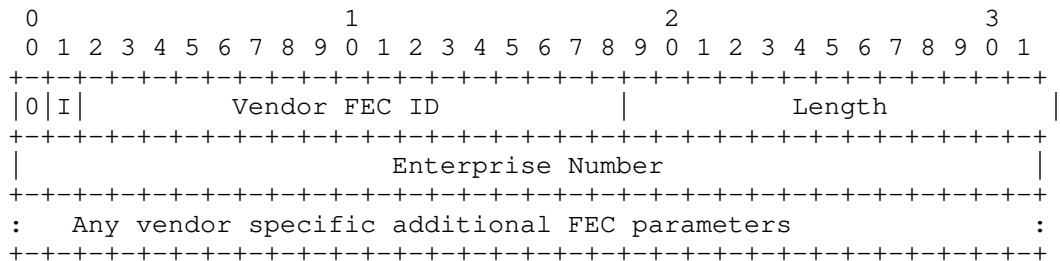 0                   1                   2                   3
 0 1 2 3 4 5 6 7 8 9 0 1 2 3 4 5 6 7 8 9 0 1 2 3 4 5 6 7 8 9 0 1
+-+-+-+-+-+-+-+-+-+-+-+-+-+-+-+-+-+-+-+-+-+-+-+-+-+-+-+-+-+-+-+-+
|0|I|         Vendor FEC ID           |          Length         |
+-+-+-+-+-+-+-+-+-+-+-+-+-+-+-+-+-+-+-+-+-+-+-+-+-+-+-+-+-+-+-+-+
|                       Enterprise Number                       |
+-+-+-+-+-+-+-+-+-+-+-+-+-+-+-+-+-+-+-+-+-+-+-+-+-+-+-+-+-+-+-+-+
:   Any vendor specific additional FEC parameters               :
+-+-+-+-+-+-+-+-+-+-+-+-+-+-+-+-+-+-+-+-+-+-+-+-+-+-+-+-+-+-+-+-+